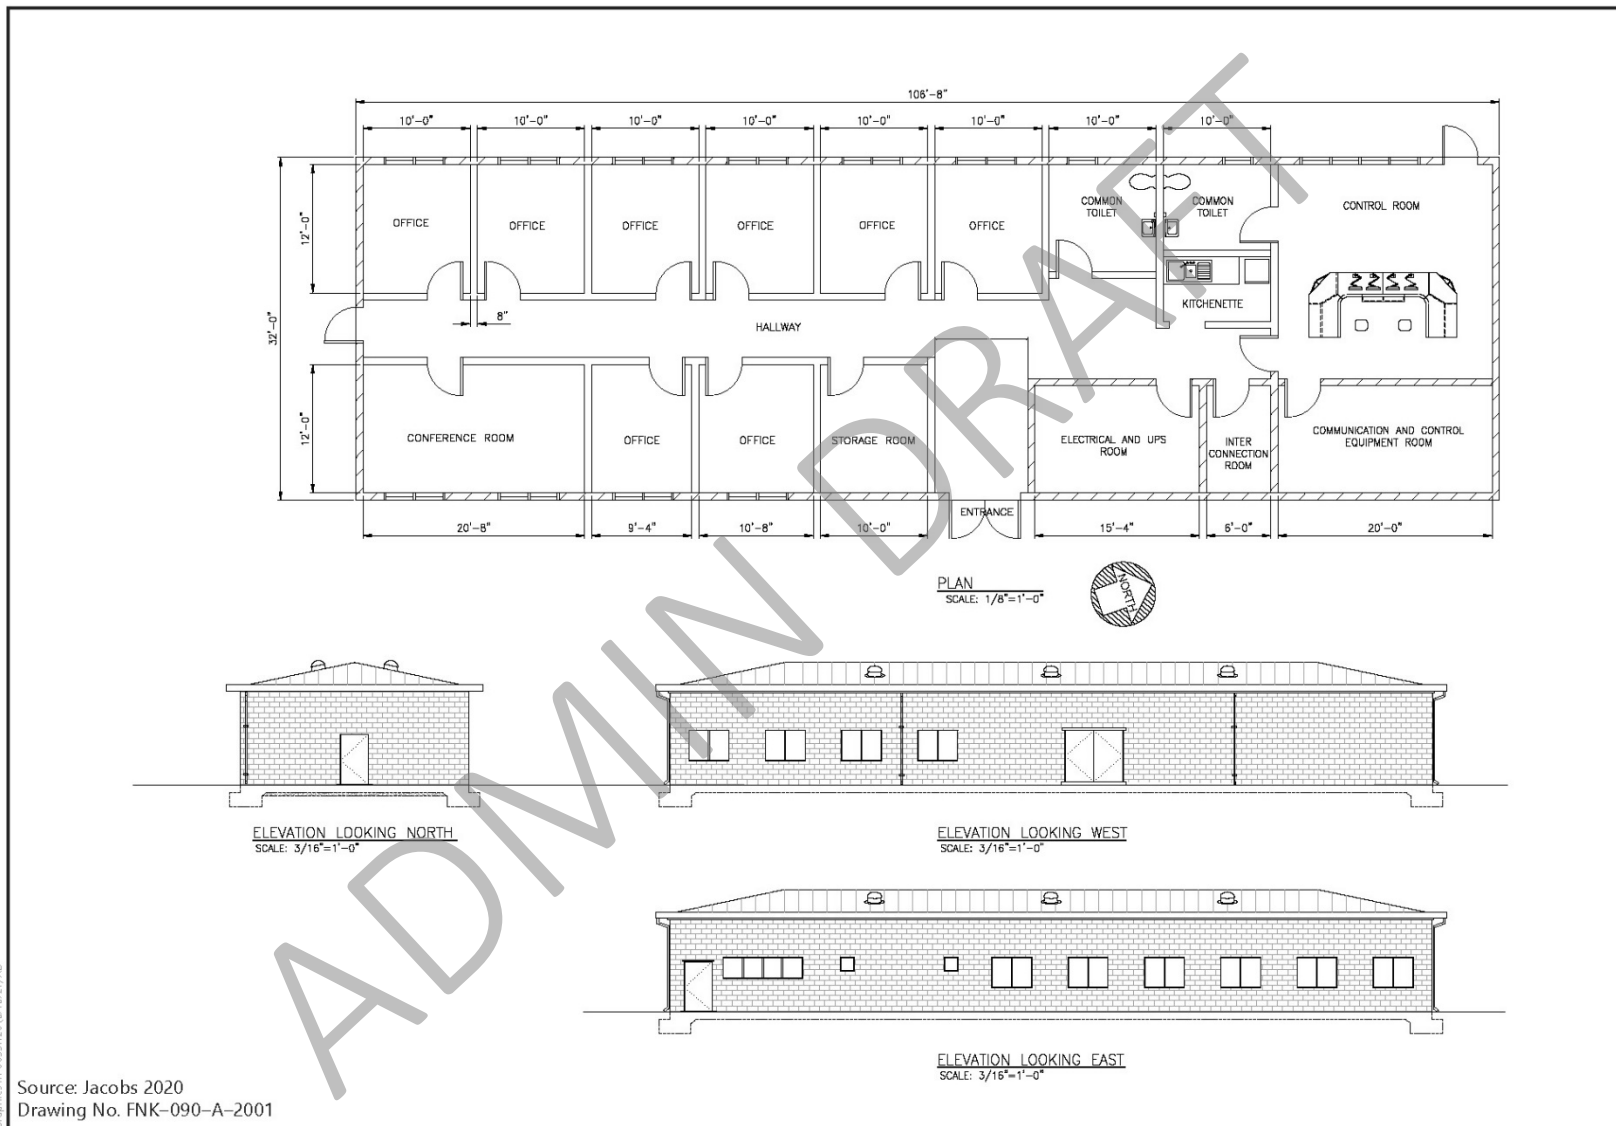 106'-8"
10'-0" 10'-0" 10'-0" 10'-0" 10'-0" 10'-0" 10'-0" 10'-0"
12'-0"
32'-0"
12'-0"
OFFICE
OFFICE
OFFICE
OFFICE
OFFICE
OFFICE
COMMON
TOILET
COMMON
TOILET
CONTROL ROOM
KITCHENETTE
8"
HALLWAY
CONFERENCE ROOM
OFFICE
OFFICE
STORAGE ROOM
ELECTRICAL AND UPS
ROOM
INTER
CONNECTION
ROOM
COMMUNICATION AND CONTROL
EQUIPMENT ROOM
ENTRANCE
20'-8" 9'-4" 10'-8" 10'-0" 15'-4" 6'-0" 20'-0"
PLAN
SCALE: 1/8"=1'-0"
NORTH
ELEVATION LOOKING NORTH
SCALE: 3/16"=1'-0"
ELEVATION LOOKING WEST
SCALE: 3/16"=1'-0"
ELEVATION LOOKING EAST
SCALE: 3/16"=1'-0"
ADMIN DRAFT
Source: Jacobs 2020
Drawing No. FNK-090-A-2001